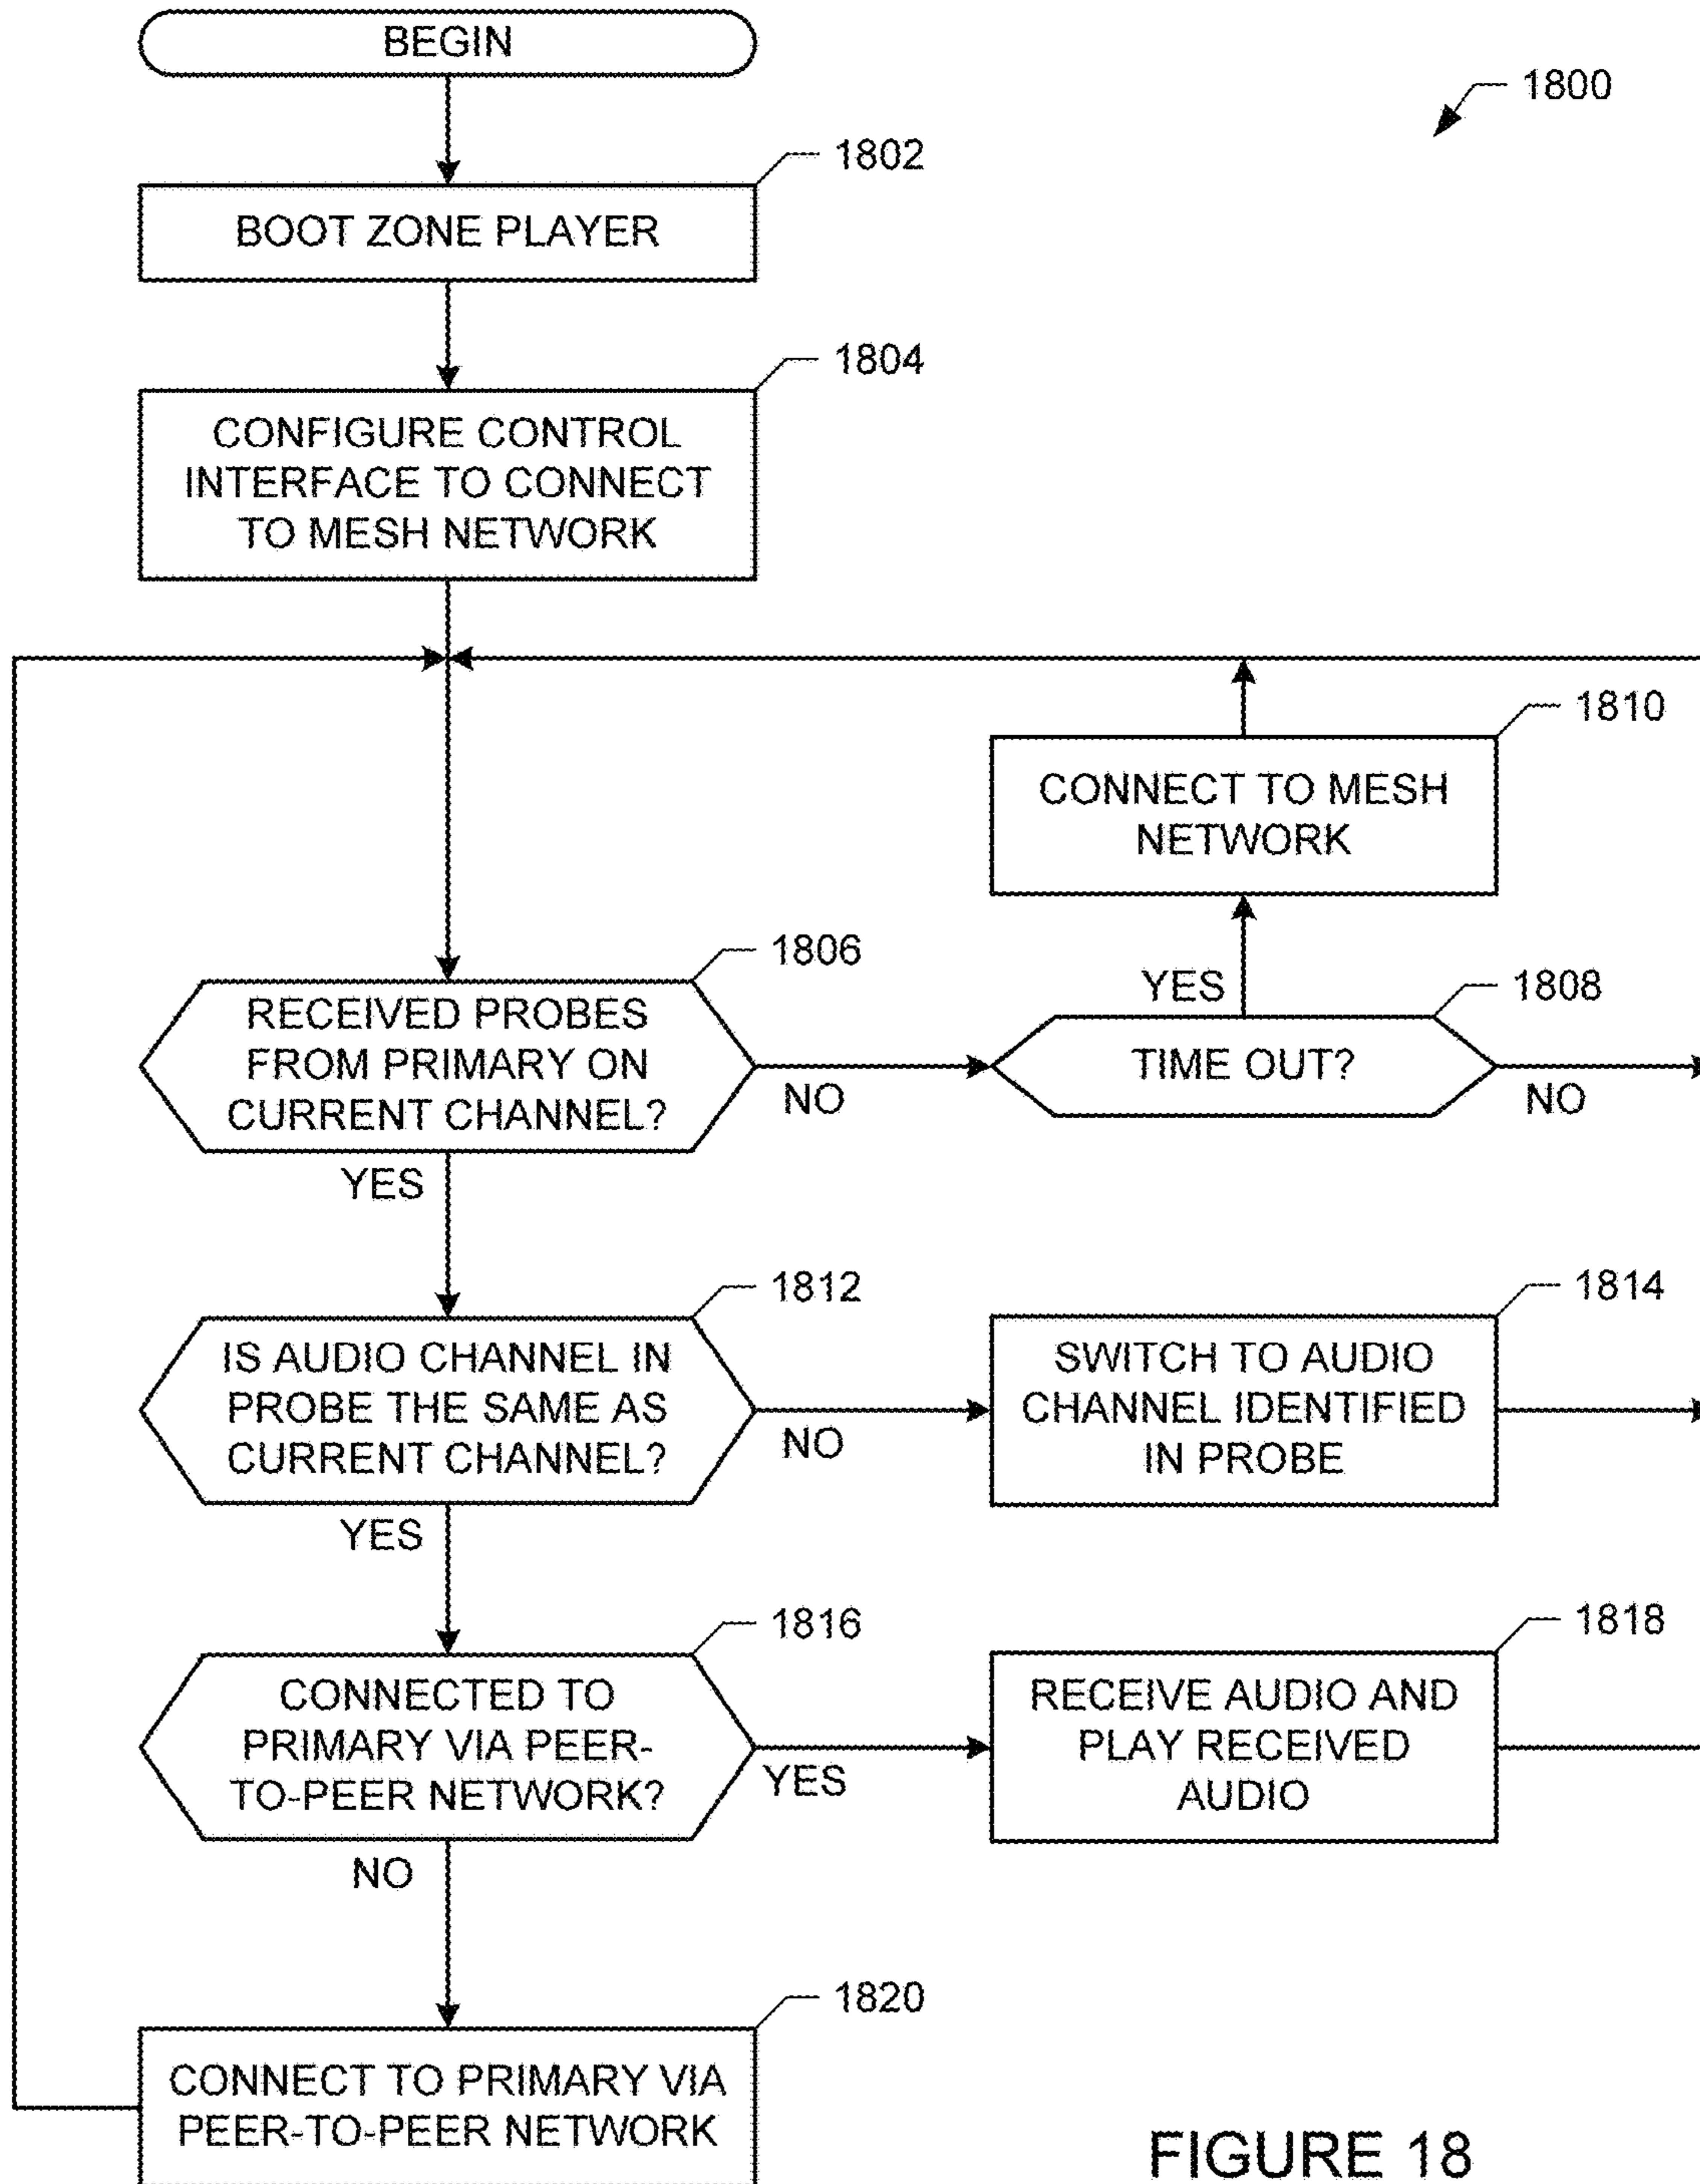 BEGIN
1800
1802
BOOT ZONE PLAYER
1804
CONFIGURE CONTROL
INTERFACE TO CONNECT
TO MESH NETWORK
1810
CONNECT TO MESH
NETWORK
1806
RECEIVED PROBES
FROM PRIMARY ON
CURRENT CHANNEL?
NO
YES
YES
1808
TIME OUT?
NO
1812
IS AUDIO CHANNEL IN
PROBE THE SAME AS
CURRENT CHANNEL?
NO
YES
1814
SWITCH TO AUDIO
CHANNEL IDENTIFIED
IN PROBE
1816
CONNECTED TO
PRIMARY VIA PEER-
TO-PEER NETWORK?
YES
NO
1818
RECEIVE AUDIO AND
PLAY RECEIVED
AUDIO
1820
CONNECT TO PRIMARY VIA
PEER-TO-PEER NETWORK
FIGURE 18